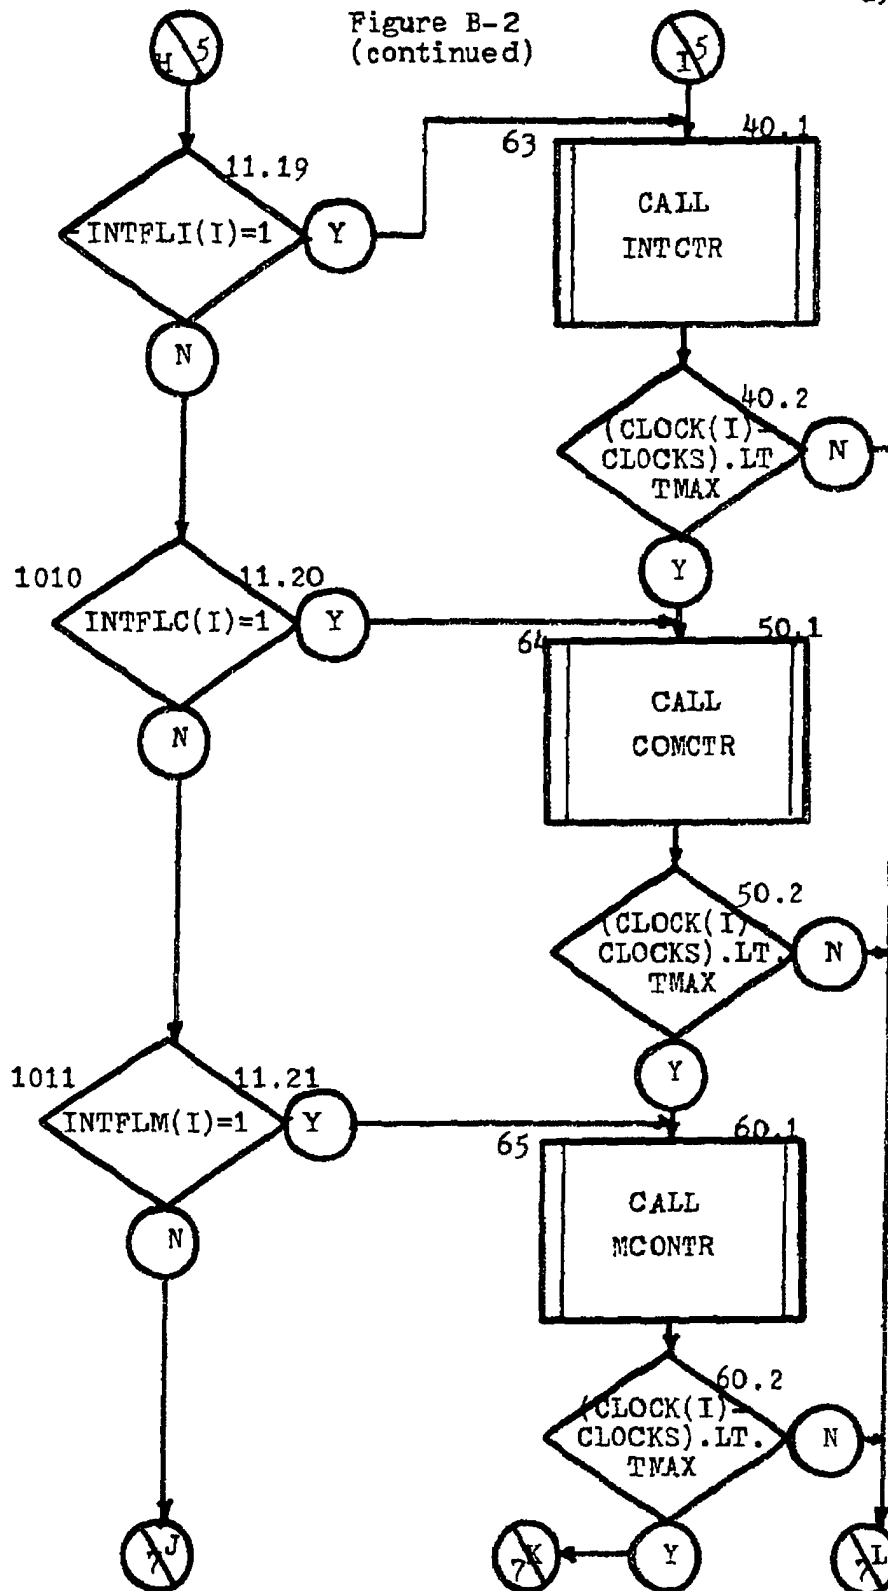 Figure B-2
(continued)
H 5
I 5
11.19
INTFLI(I)=1
Y
N
63
40.1
CALL
INTCTR
40.2
(CLOCK(I)-
CLOCKS).LT
TMAX
N
Y
1010
11.20
INTFLC(I)=1
Y
N
64
50.1
CALL
COMCTR
50.2
(CLOCK(I)-
CLOCKS).LT.
TMAX
N
Y
1011
11.21
INTFLM(I)=1
Y
N
65
60.1
CALL
MCONTR
60.2
(CLOCK(I)-
CLOCKS).LT.
TMAX
N
Y
7 J
7 K
7 L